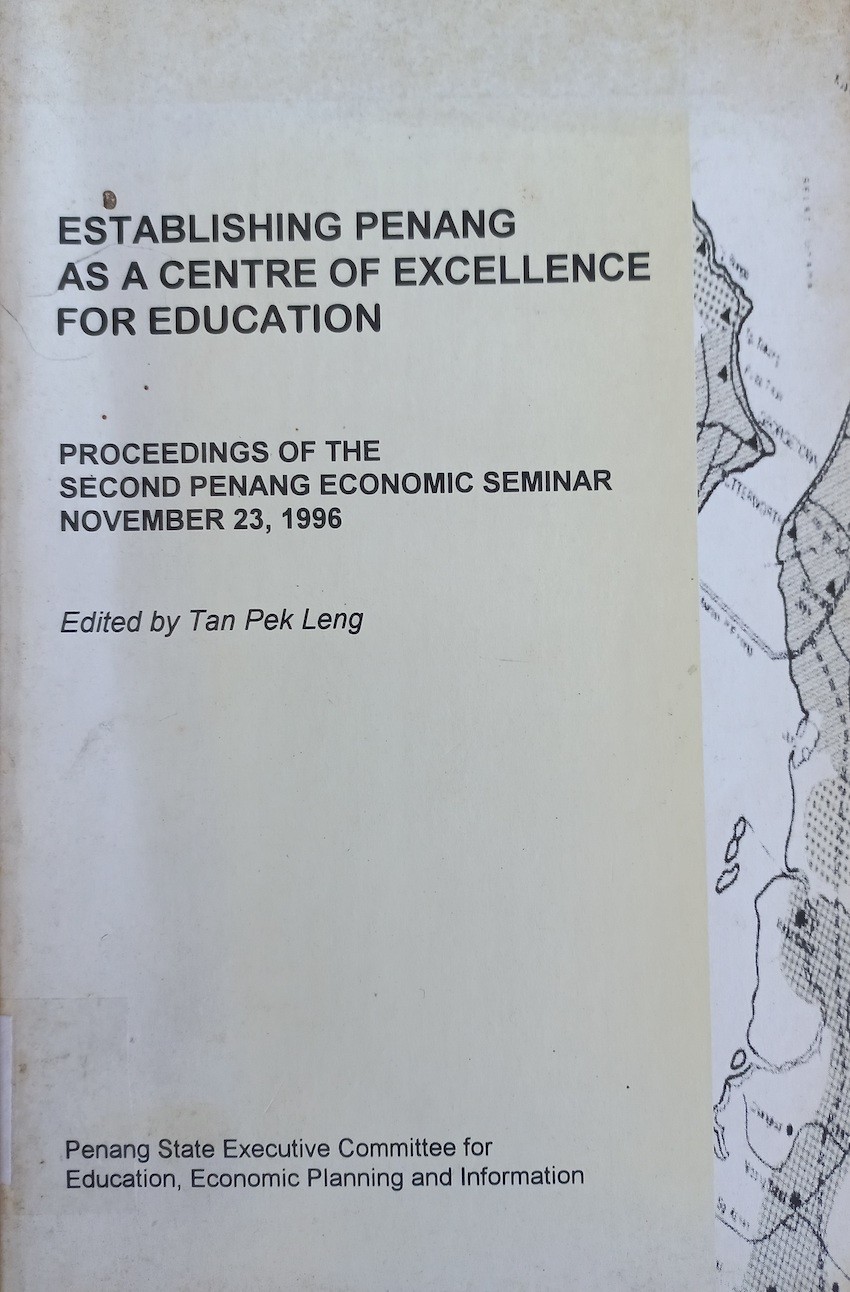 ESTABLISHING PENANG
AS A CENTRE OF EXCELLENCE
FOR EDUCATION
PROCEEDINGS OF THE
SECOND PENANG ECONOMIC SEMINAR
NOVEMBER 23, 1996
Edited by Tan Pek Leng
Penang State Executive Committee for
Education, Economic Planning and Information